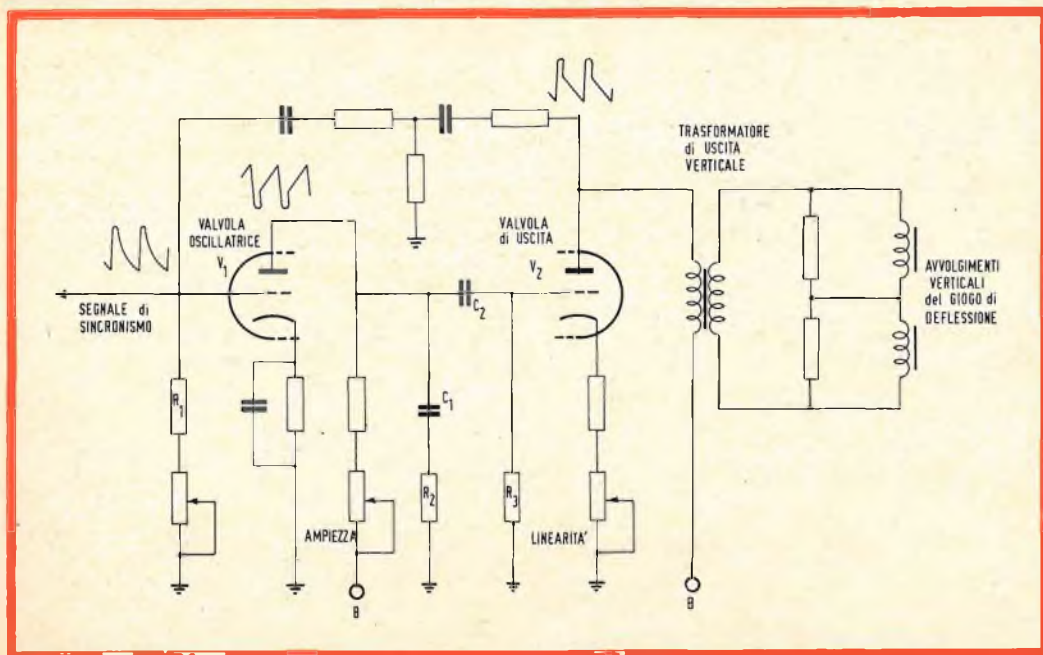 TRASFORMATORE
di USCITA
VERTICALE
VALVOLA
OSCILLATRICE
V1
VALVOLA
di USCITA
V2
AVVOLGIMENTI
VERTICALI
del GIOGO di
DEFLESSIONE
SEGNALE di
SINCRONISMO
C2
R1
C1
R2
R3
AMPIEZZA
LINEARITA'
B
B